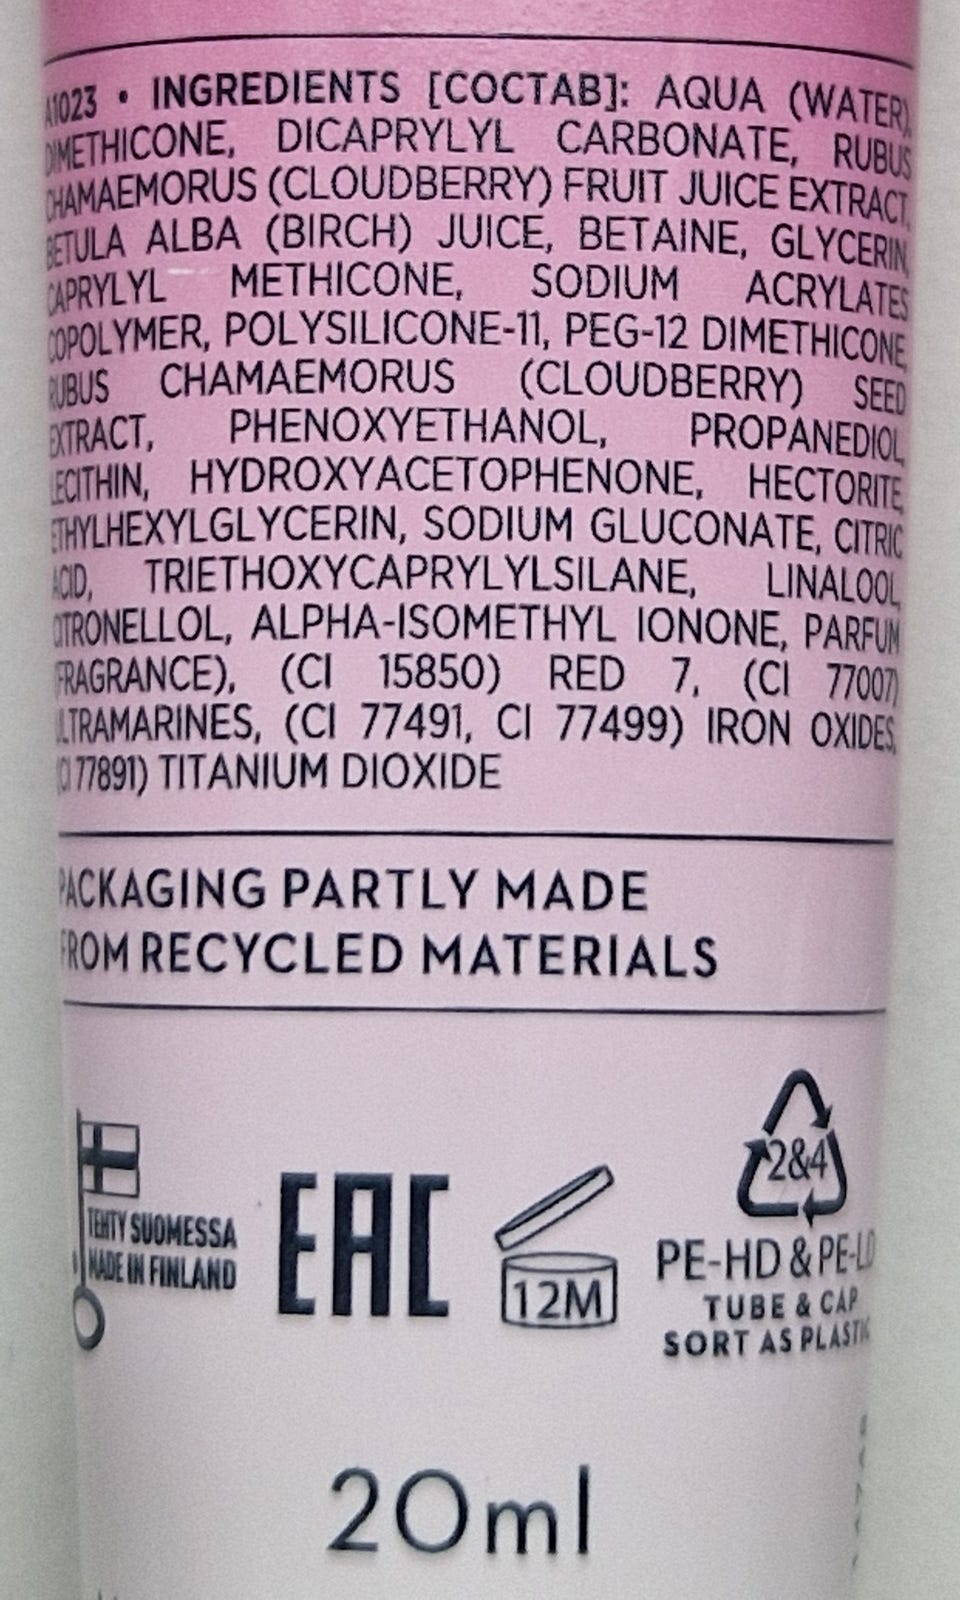 A1023 • INGREDIENTS [COCTAB]: AQUA (WATER),
DIMETHICONE, DICAPRYLYL CARBONATE, RUBUS
CHAMAEMORUS (CLOUDBERRY) FRUIT JUICE EXTRACT,
BETULA ALBA (BIRCH) JUICE, BETAINE, GLYCERIN,
CAPRYLYL METHICONE, SODIUM ACRYLATES
COPOLYMER, POLYSILICONE-11, PEG-12 DIMETHICONE,
RUBUS CHAMAEMORUS (CLOUDBERRY) SEED
EXTRACT, PHENOXYETHANOL, PROPANEDIOL,
LECITHIN, HYDROXYACETOPHENONE, HECTORITE,
ETHYLHEXYLGLYCERIN, SODIUM GLUCONATE, CITRIC
ACID, TRIETHOXYCAPRYLYLSILANE, LINALOOL,
CITRONELLOL, ALPHA-ISOMETHYL IONONE, PARFUM
(FRAGRANCE), (CI 15850) RED 7, (CI 77007)
ULTRAMARINES, (CI 77491, CI 77499) IRON OXIDES,
(CI 77891) TITANIUM DIOXIDE
PACKAGING PARTLY MADE
FROM RECYCLED MATERIALS
TEHTY SUOMESSA
MADE IN FINLAND
EAC
12M
2&4
PE-HD & PE-LD
TUBE & CAP
SORT AS PLASTIC
20ml